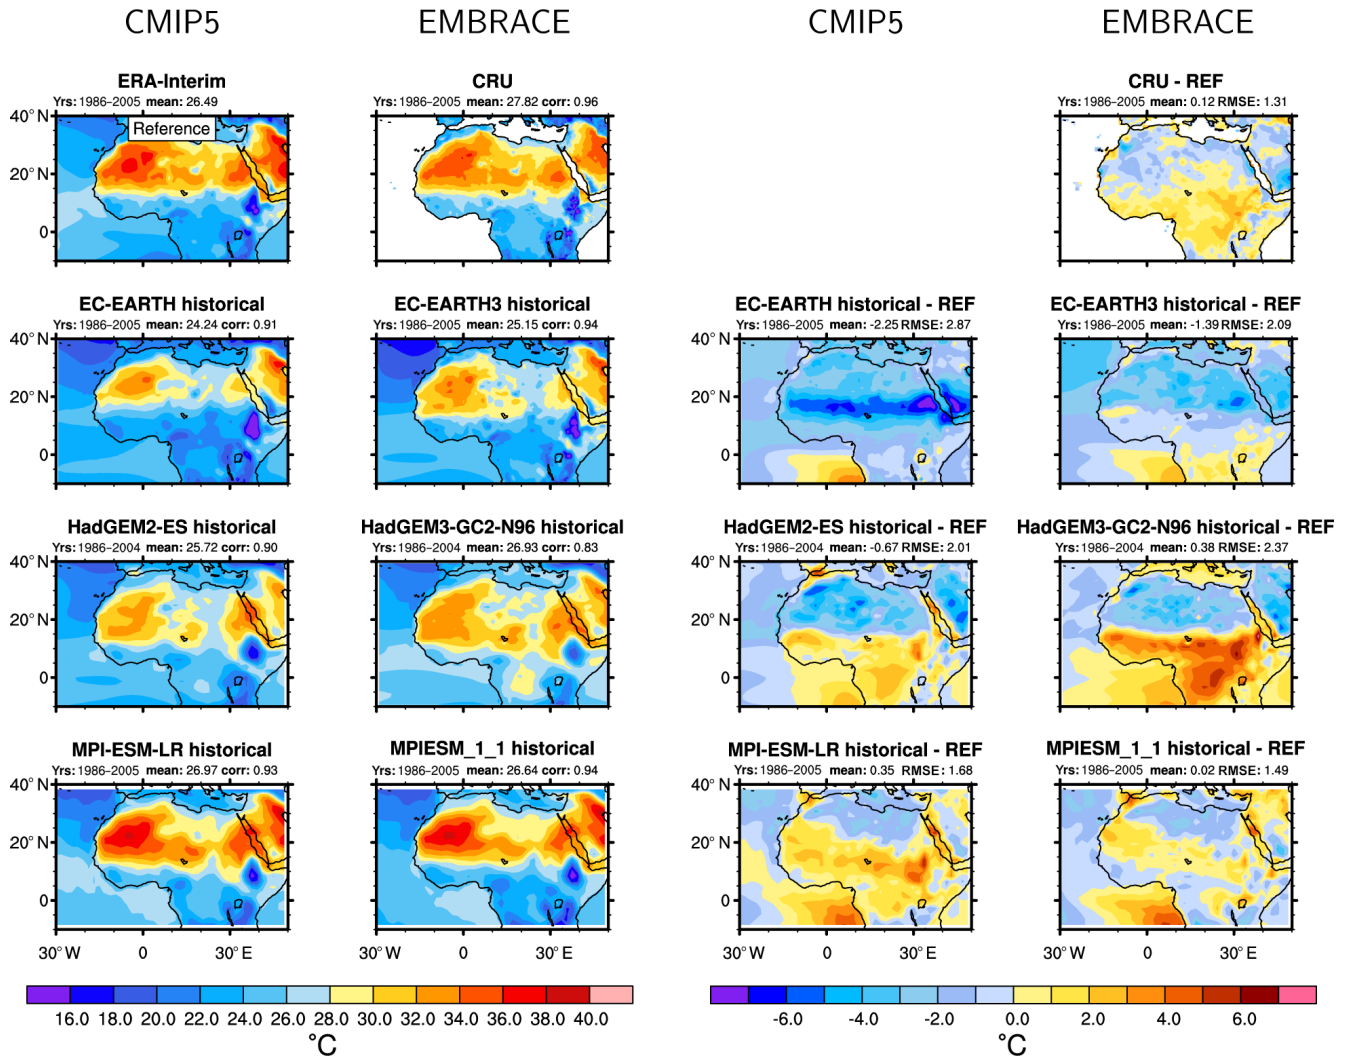 CMIP5 EMBRACE CMIP5 EMBRACE
ERA-Interim CRU CRU - REF
Yrs: 1986–2005 mean: 26.49 Yrs: 1986–2005 mean: 27.82 corr: 0.96 Yrs: 1986–2005 mean: 0.12 RMSE: 1.31
40° N
Reference
20° N
0
EC-EARTH historical EC-EARTH3 historical EC-EARTH historical - REF EC-EARTH3 historical - REF
Yrs: 1986–2005 mean: 24.24 corr: 0.91 Yrs: 1986–2005 mean: 25.15 corr: 0.94 Yrs: 1986–2005 mean: -2.25 RMSE: 2.87 Yrs: 1986–2005 mean: -1.39 RMSE: 2.09
40° N 40° N
20° N 20° N
0 0
HadGEM2-ES historical HadGEM3-GC2-N96 historical HadGEM2-ES historical - REF HadGEM3-GC2-N96 historical - REF
Yrs: 1986–2004 mean: 25.72 corr: 0.90 Yrs: 1986–2004 mean: 26.93 corr: 0.83 Yrs: 1986–2004 mean: -0.67 RMSE: 2.01 Yrs: 1986–2004 mean: 0.38 RMSE: 2.37
40° N 40° N
20° N 20° N
0 0
MPI-ESM-LR historical MPIESM_1_1 historical MPI-ESM-LR historical - REF MPIESM_1_1 historical - REF
Yrs: 1986–2005 mean: 26.97 corr: 0.93 Yrs: 1986–2005 mean: 26.64 corr: 0.94 Yrs: 1986–2005 mean: 0.35 RMSE: 1.68 Yrs: 1986–2005 mean: 0.02 RMSE: 1.49
40° N 40° N
20° N 20° N
0 0
30° W 0 30° E 30° W 0 30° E 30° W 0 30° E 30° W 0 30° E
16.0 18.0 20.0 22.0 24.0 26.0 28.0 30.0 32.0 34.0 36.0 38.0 40.0 -6.0 -4.0 -2.0 0.0 2.0 4.0 6.0
°C °C